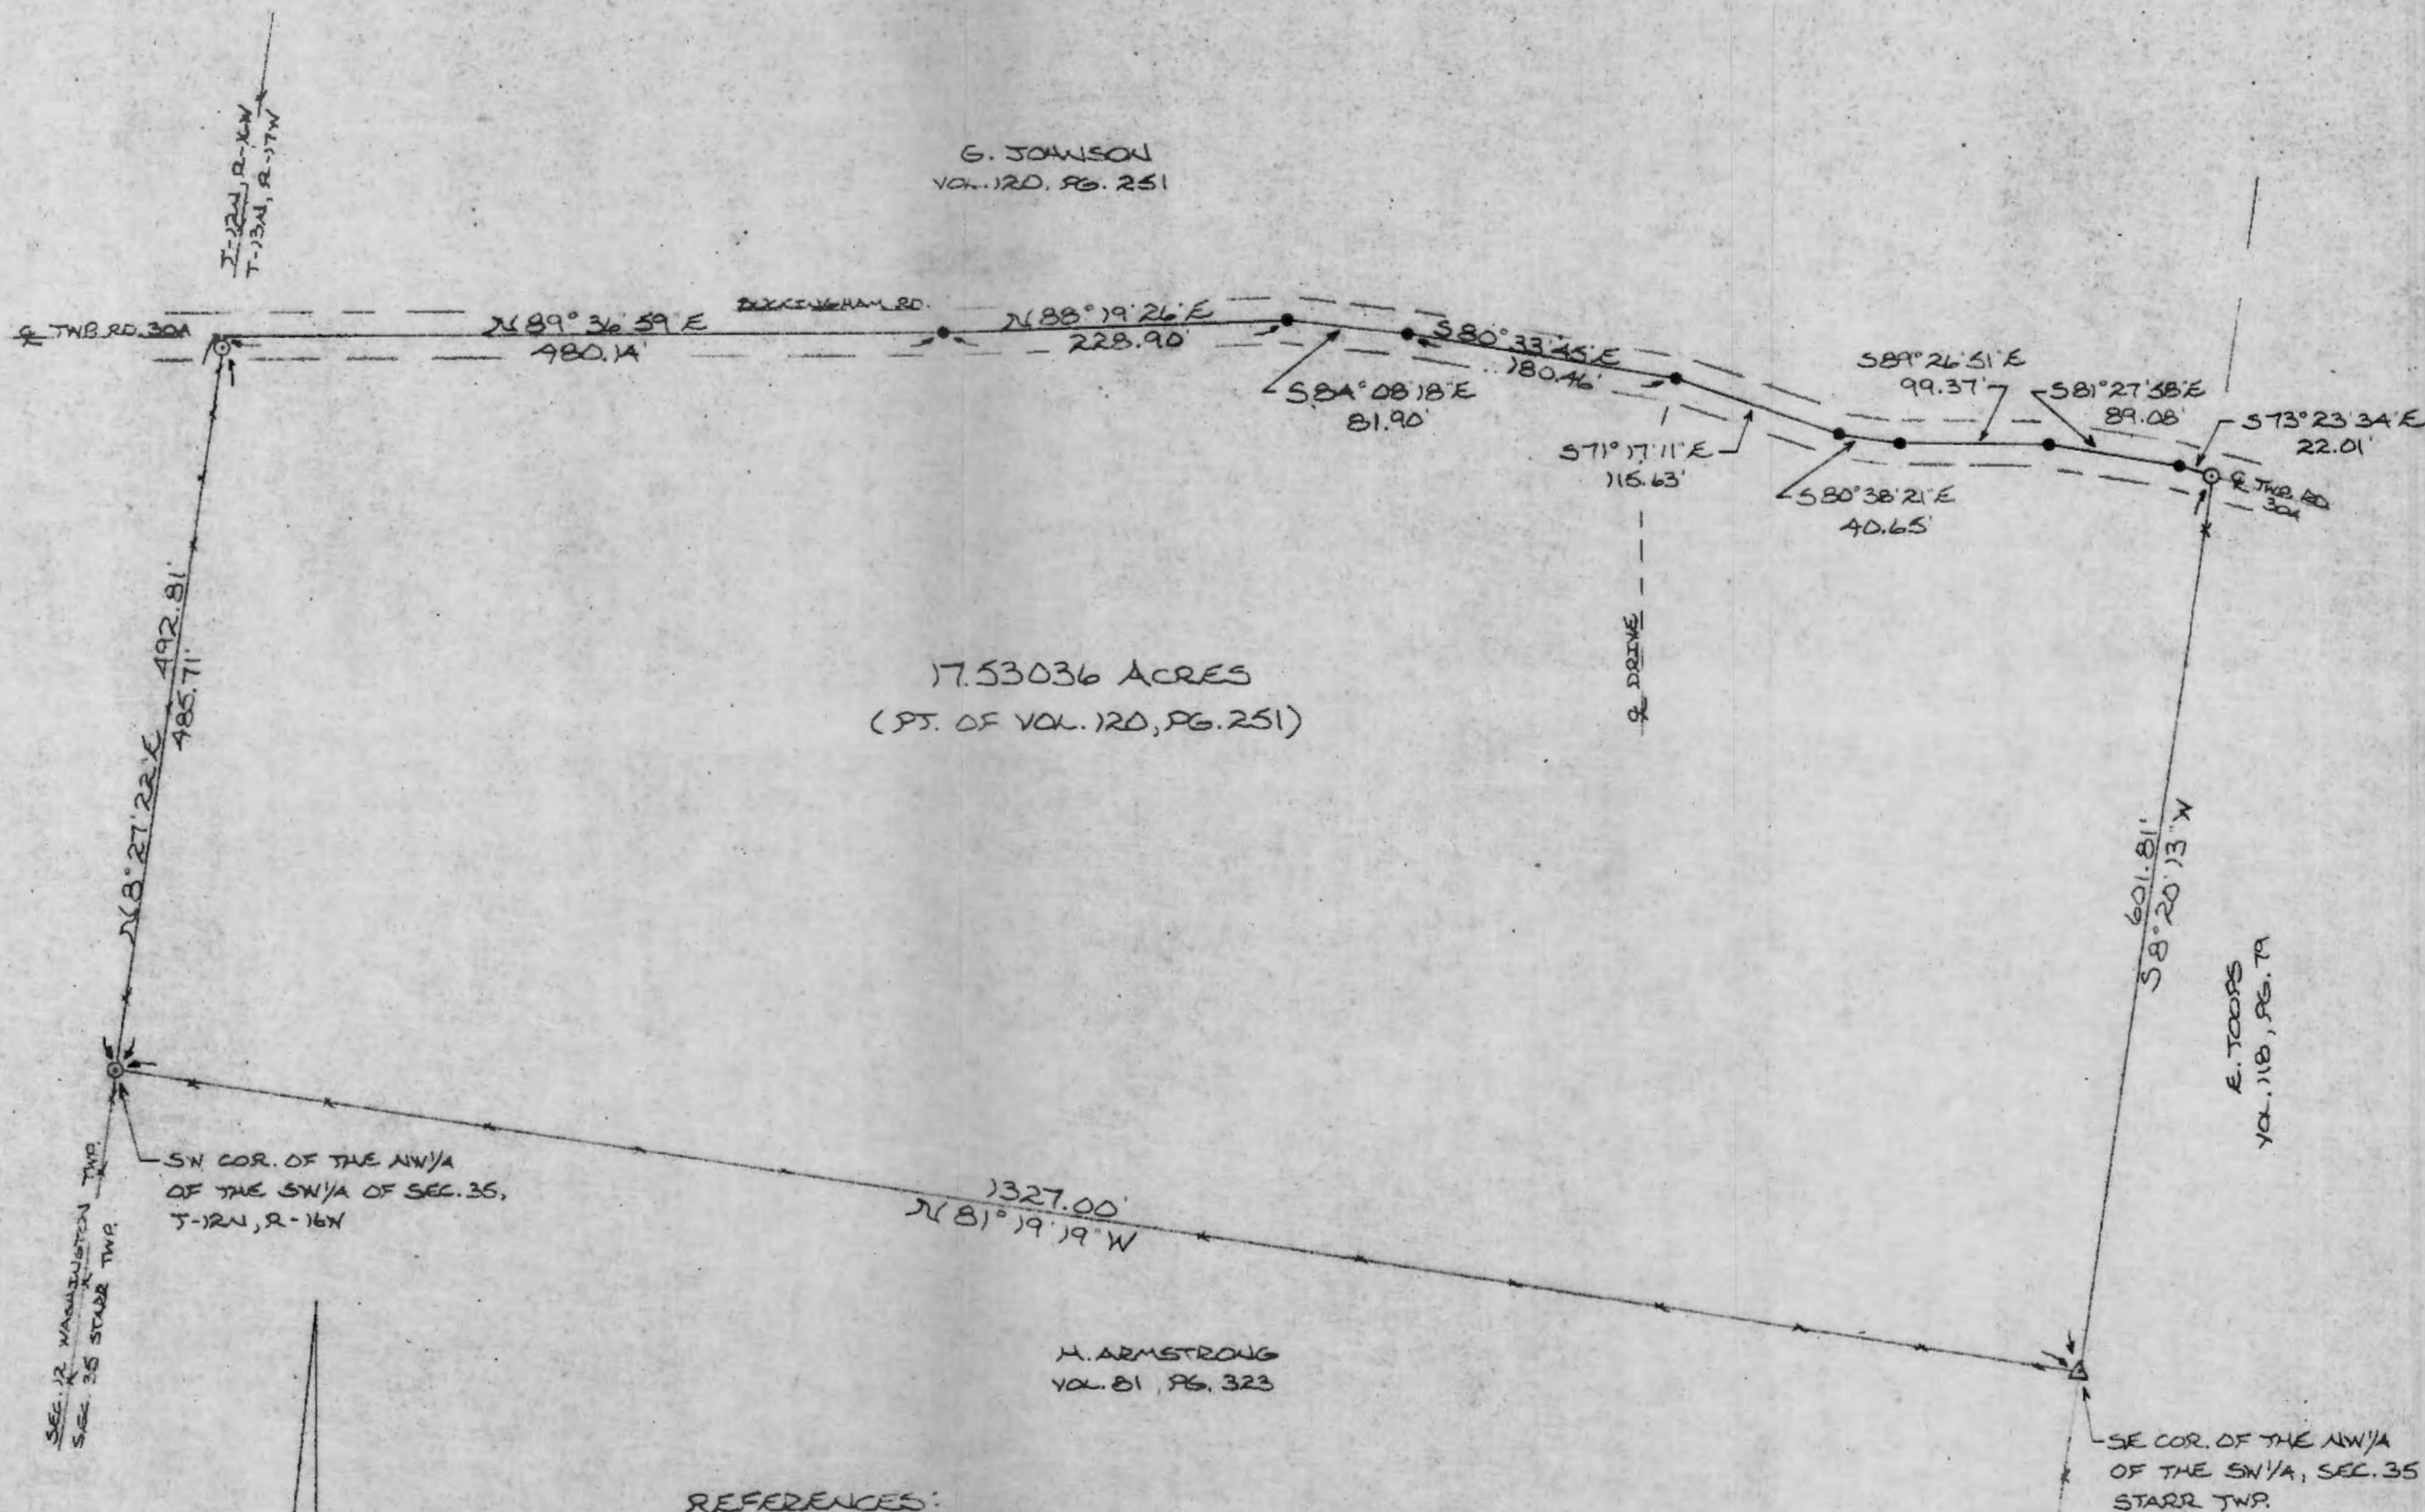 T-12N, R-16W
T-13N, R-17W
G. JOHNSON
VOL. 120, PG. 251
℄ TWP. RD. 304
N 89° 36' 59" E
480.14'
BUCKINGHAM RD.
N 88° 19' 26" E
228.90'
S 84° 08' 18" E
81.90'
S 80° 33' 45" E
180.46'
S 71° 17' 11" E
115.63'
S 80° 38' 21" E
40.65'
S 89° 26' 51" E
99.37'
S 81° 27' 58" E
89.08'
S 73° 23' 34" E
22.01'
℄ TWP. RD.
304
N 8° 27' 22" E 492.81'
485.71'
17.53036 ACRES
(PT. OF VOL. 120, PG. 251)
℄ DRIVE
601.81'
S 8° 20' 13" W
E. TOOPS
VOL. 118, PG. 79
SW COR. OF THE NW 1/4
OF THE SW 1/4 OF SEC. 35,
T-12N, R-16W
SEC. 12 WASHINGTON TWP.
SEC. 35 STARR TWP.
1327.00'
N 81° 19' 19" W
H. ARMSTRONG
VOL. 81, PG. 323
SE COR. OF THE NW 1/4
OF THE SW 1/4, SEC. 35
STARR TWP.
REFERENCES: